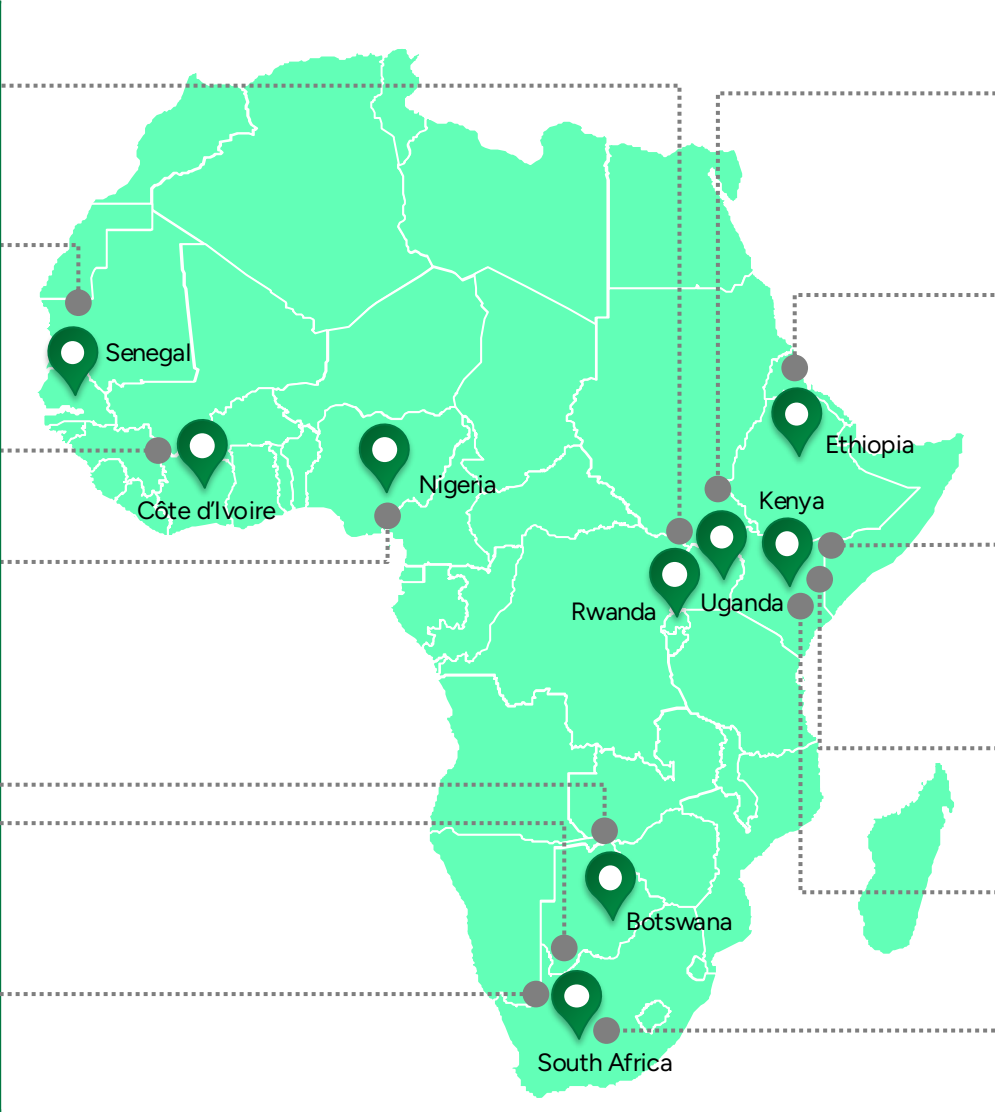 Senegal
Ethiopia
Nigeria
Kenya
Côte d’Ivoire
Uganda
Rwanda
Botswana
South Africa